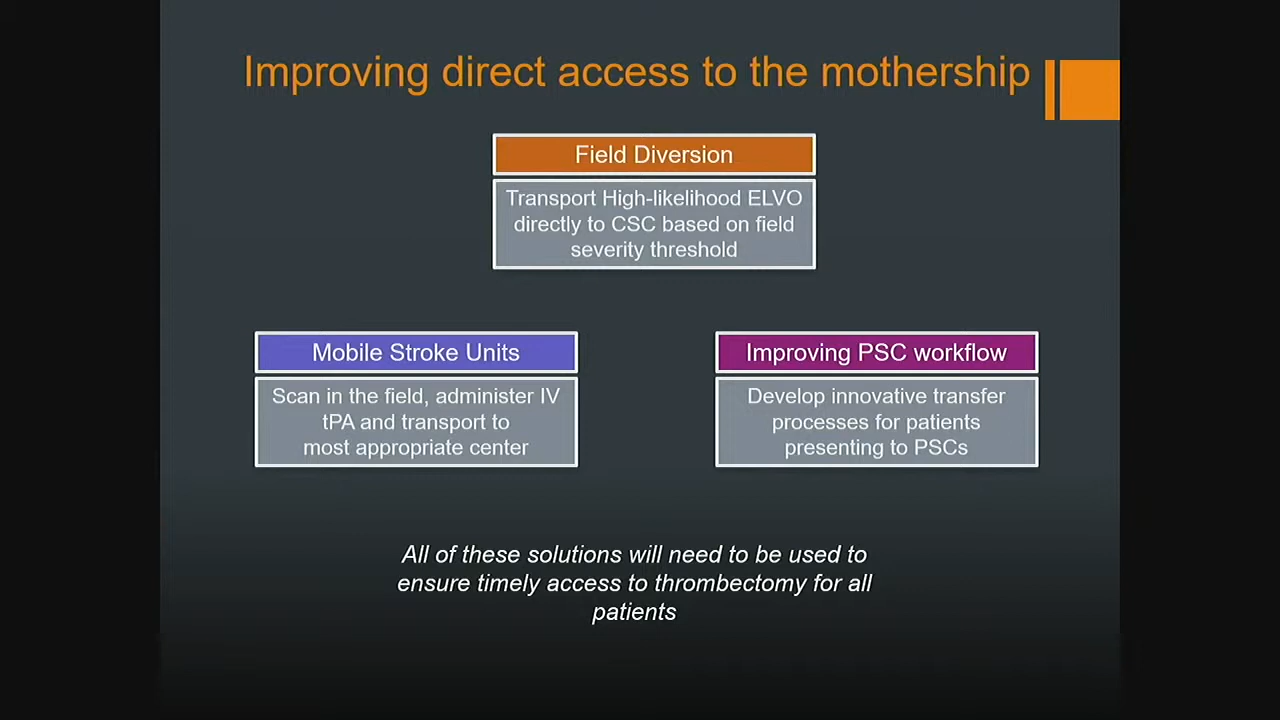 Improving direct access to the mothership
Field Diversion
Transport High-likelihood ELVO
directly to CSC based on field
severity threshold
Mobile Stroke Units
Scan in the field, administer IV
tPA and transport to
most appropriate center
Improving PSC workflow
Develop innovative transfer
processes for patients
presenting to PSCs
All of these solutions will need to be used to
ensure timely access to thrombectomy for all
patients